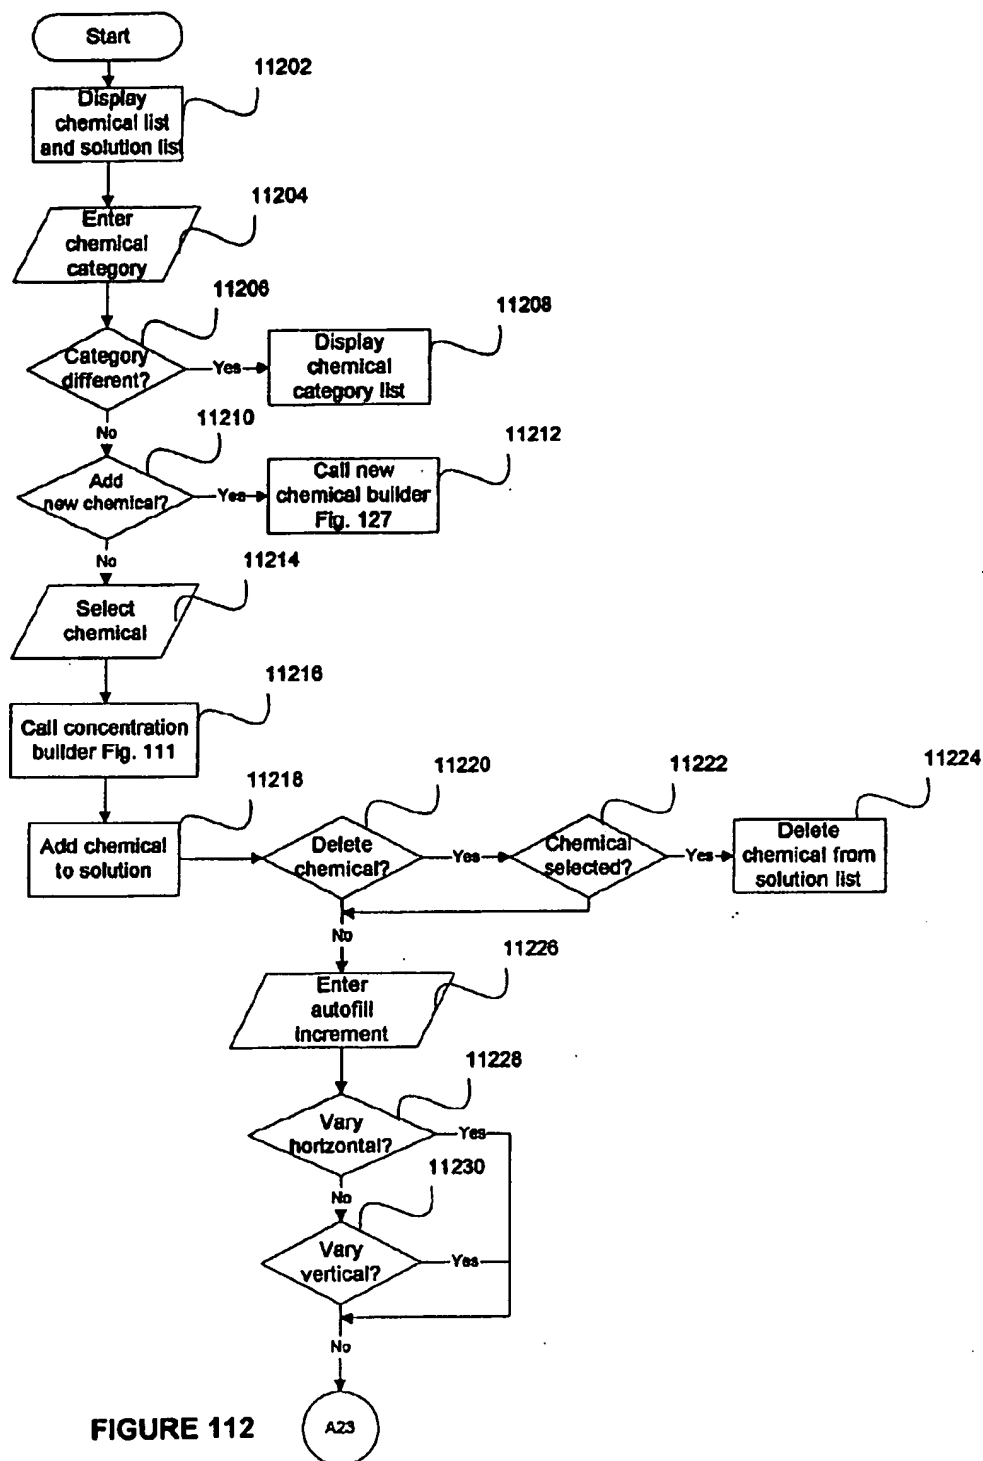 Start
11202
Display
chemical list
and solution list
11204
Enter
chemical
category
11206
Category
different?
Yes
11208
Display
chemical
category list
No
11210
Add
new chemical?
Yes
11212
Call new
chemical builder
Fig. 127
No
11214
Select
chemical
11216
Call concentration
builder Fig. 111
11218
Add chemical
to solution
11220
Delete
chemical?
Yes
11222
Chemical
selected?
Yes
11224
Delete
chemical from
solution list
No
11226
Enter
autofill
increment
11228
Vary
horizontal?
Yes
No
11230
Vary
vertical?
Yes
No
A23
FIGURE 112